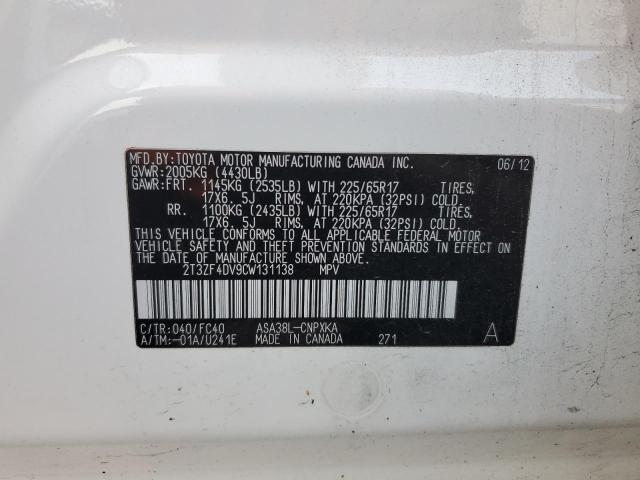 MFD.BY:TOYOTA MOTOR MANUFACTURING CANADA INC. 06/12
GVWR:2005KG (4430LB)
GAWR:FRT. 1145KG (2535LB) WITH 225/65R17 TIRES,
17X6.5J RIMS, AT 220KPA (32PSI) COLD.
RR. 1100KG (2435LB) WITH 225/65R17 TIRES,
17X6.5J RIMS, AT 220KPA (32PSI) COLD.
THIS VEHICLE CONFORMS TO ALL APPLICABLE FEDERAL MOTOR
VEHICLE SAFETY AND THEFT PREVENTION STANDARDS IN EFFECT
ON THE DATE OF MANUFACTURE SHOWN ABOVE.
2T3ZF4DV9CW131138 MPV
C/TR:040/FC40 ASA38L-CNPXKA
A/TM:-01A/U241E MADE IN CANADA 271 A